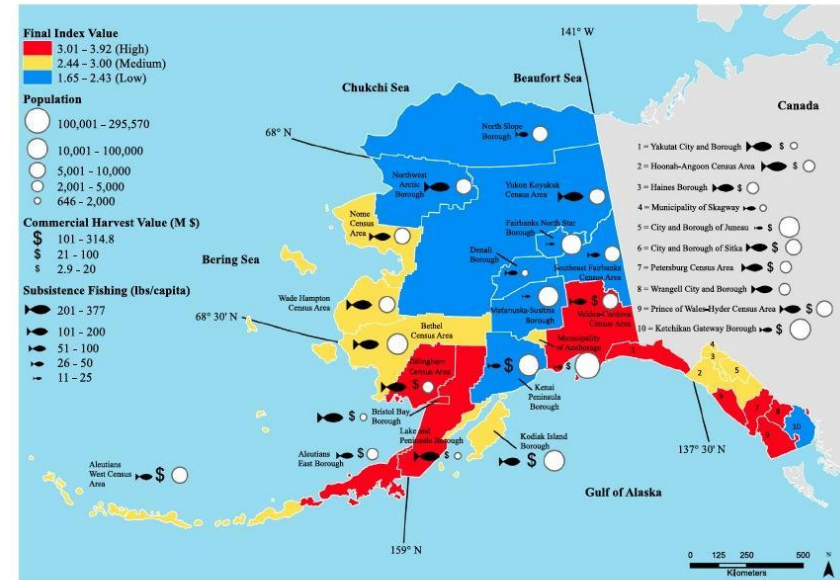 Final Index Value
3.01 – 3.92 (High)
2.44 – 3.00 (Medium)
1.65 – 2.43 (Low)
Population
100,001 - 295,570
10,001 - 100,000
5,001 - 10,000
2,001 - 5,000
646 - 2,000
Commercial Harvest Value (M $)
$ 101 - 314.8
$ 21 - 100
$ 2.9 - 20
Subsistence Fishing (lbs/capita)
201 - 377
101 - 200
51 - 100
26 - 50
11 - 25
141° W
Beaufort Sea
Chukchi Sea
Canada
68° N
North Slope
Borough
Northwest
Arctic Borough
Yukon Koyukuk
Census Area
Nome
Census
Area
Fairbanks North Star
Borough
Denali
Borough
Southeast Fairbanks
Census Area
Bering Sea
Wade Hampton
Census Area
Matanuska-Susitna
Borough
Valdez-Cordova
Census Area
$
68° 30' N
Bethel
Census Area
Municipality
of Anchorage
$
Dillingham
Census Area
$
$
Kenai
Peninsula
Borough
Bristol Bay
Borough
$
Lake and
Peninsula Borough
$
Kodiak Island
Borough
$
Aleutians
East Borough
$
Aleutians
West Census
Area
$
137° 30' N
Gulf of Alaska
159° N
1 = Yakutat City and Borough $
2 = Hoonah-Angoon Census Area $
3 = Haines Borough $
4 = Municipality of Skagway
5 = City and Borough of Juneau $
6 = City and Borough of Sitka $
7 = Petersburg Census Area $
8 = Wrangell City and Borough
9 = Prince of Wales-Hyder Census Area $
10 = Ketchikan Gateway Borough $
1
2
3
4
5
6
7
8
9
10
0 125 250 500
Kilometers
N